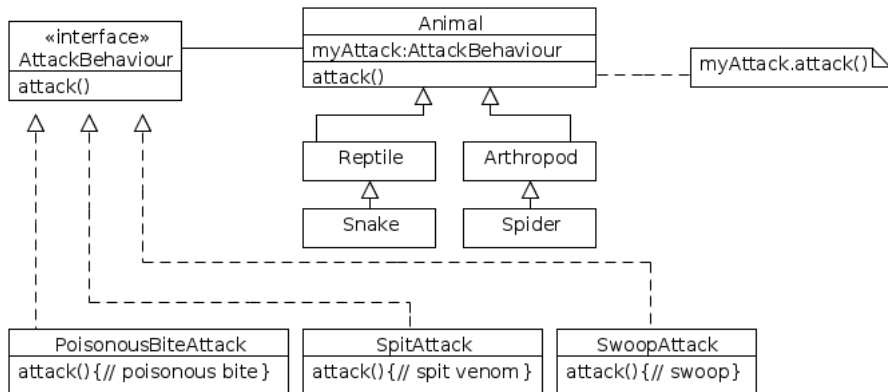 «interface»
AttackBehaviour
attack()
Animal
myAttack:AttackBehaviour
attack()
myAttack.attack()
Reptile
Arthropod
Snake
Spider
PoisonousBiteAttack
attack(){// poisonous bite}
SpitAttack
attack(){// spit venom}
SwoopAttack
attack(){// swoop}